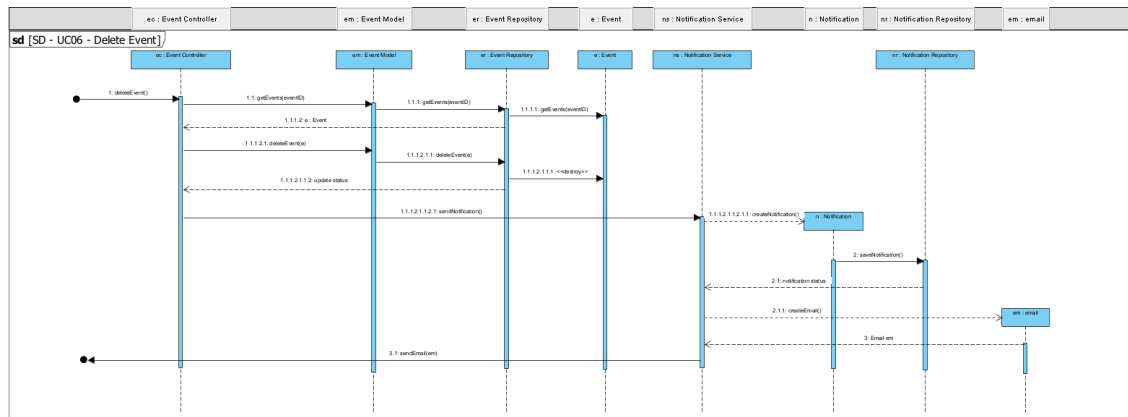 ec : Event Controller
em : Event Model
er : Event Repository
e : Event
ns : Notification Service
n : Notification
nr : Notification Repository
em : email
sd [SD - UC06 - Delete Event]
ec : Event Controller
em : Event Model
er : Event Repository
e : Event
ns : Notification Service
nr : Notification Repository
1: deleteEvent()
1.1: getEvents(eventID)
1.1.1: getEvents(eventID)
1.1.1.1: getEvents(eventID)
1.1.1.2: e : Event
1.1.1.2.1: deleteEvent(e)
1.1.1.2.1.1: deleteEvent(e)
1.1.1.2.1.1.1: <<destroy>>
1.1.1.2.1.1.2: update status
1.1.1.2.1.1.2.1: sendNotification()
1.1.1.2.1.1.2.1.1: createNotification()
n : Notification
2: saveNotification()
2.1: notification status
2.1.1: createEmail()
em : email
3: Email em
3.1: sendEmail(em)